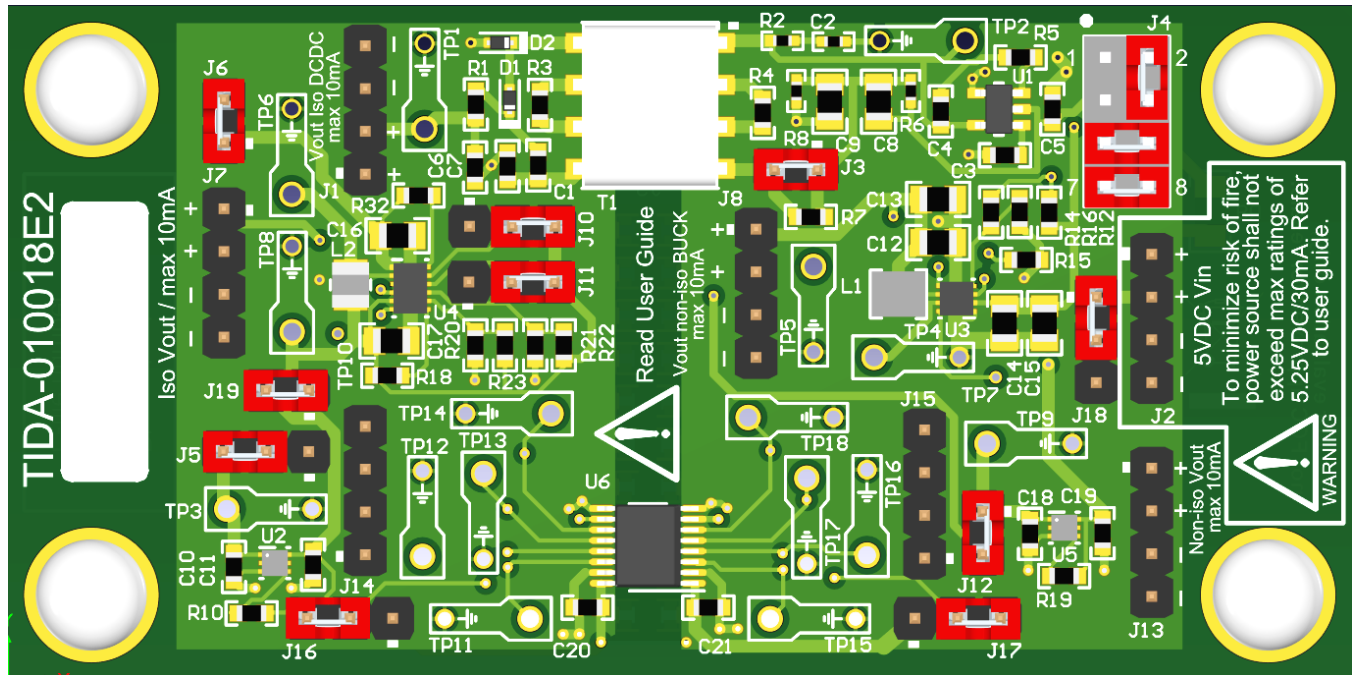 TIDA-010018E2
J6
TP6
J7
Iso Vout / max 10mA
+
+
TP8
J1
Vout Iso DCDC
max 10mA
+
+
TP1
D2
R1
D1
R3
C6
C7
C1
T1
R32
C16
L2
U4
J10
J11
C17
R20
R18
R23
R21
R22
TP10
J19
J5
TP3
U2
C10
C11
R10
J16
J14
TP14
TP12
TP13
TP11
C20
U6
Read User Guide
!
Vout non-iso BUCK
max 10mA
+
+
J8
R2
C2
TP2
R5
R4
R8
C9
C8
R6
C4
U1
C5
C3
J4
1
2
7
8
J3
R7
C13
C12
L1
U3
TP5
TP4
R14
R16
R12
R15
C14
C15
TP7
J18
J2
5VDC Vin
+
+
To minimize risk of fire,
power source shall not
exceed max ratings of
5.25VDC/30mA. Refer
to user guide.
!
WARNING
J15
TP18
TP16
TP17
TP15
C21
TP9
J12
J17
C18
C19
U5
R19
Non-iso Vout
max 10mA
+
+
J13